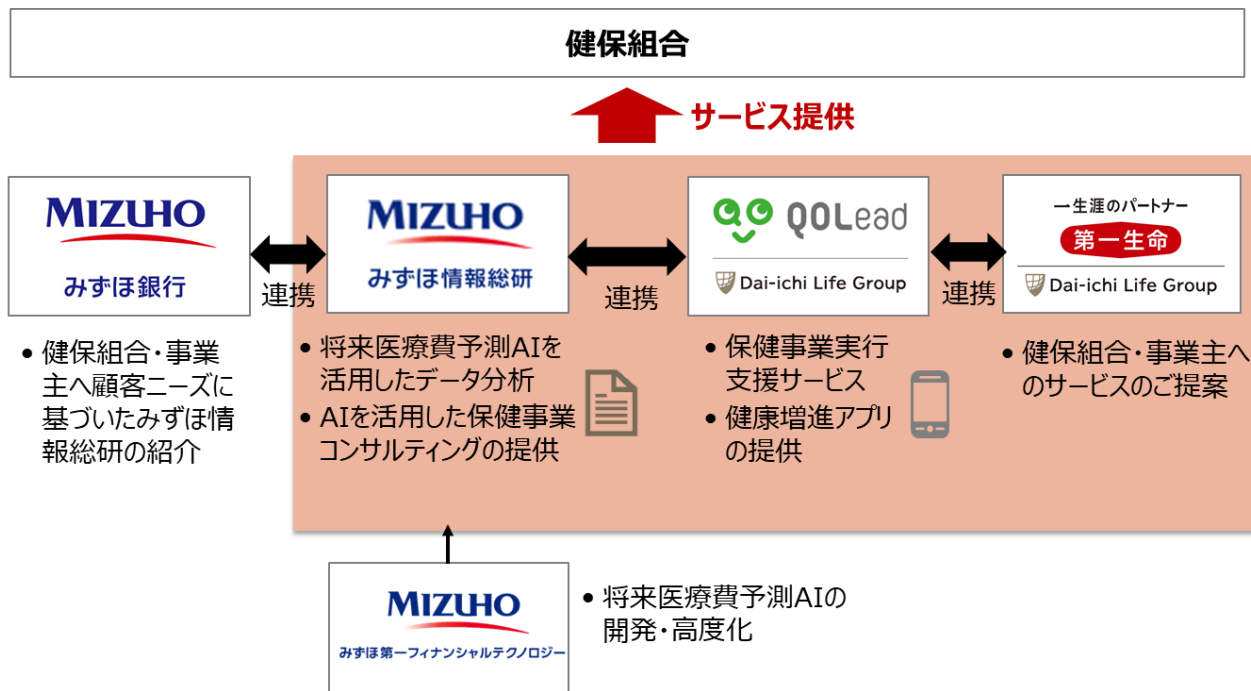 健保組合
サービス提供
MIZUHO
みずほ銀行
連携
MIZUHO
みずほ情報総研
連携
QOLead
Dai-ichi Life Group
連携
一生涯のパートナー
第一生命
Dai-ichi Life Group
• 健保組合・事業
主へ顧客ニーズに
基づいたみずほ情
報総研の紹介
• 将来医療費予測AIを
活用したデータ分析
• AIを活用した保健事業
コンサルティングの提供
• 保健事業実行
支援サービス
• 健康増進アプリ
の提供
• 健保組合・事業主へ
のサービスのご提案
MIZUHO
みずほ第一フィナンシャルテクノロジー
• 将来医療費予測AIの
開発・高度化